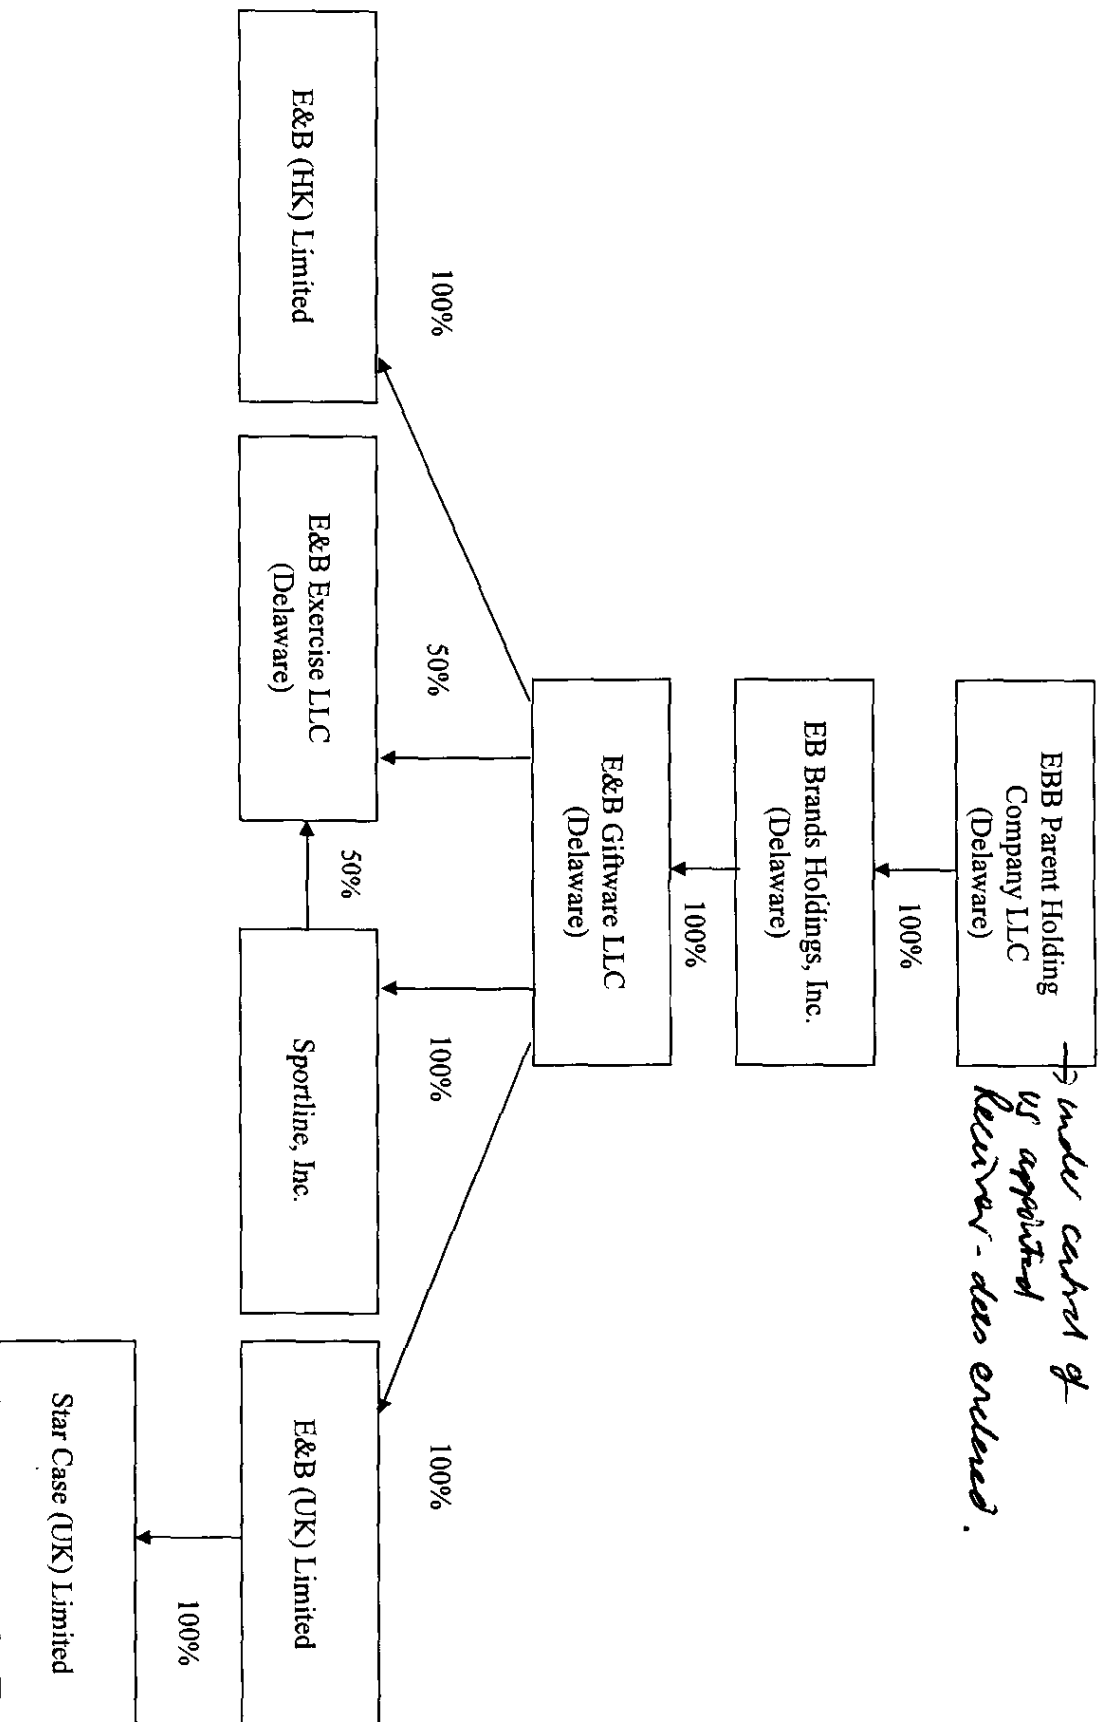 EBB Parent Holding
Company LLC
(Delaware)
→ under control of
US appointed
Receiver - docs enclosed.
100%
EB Brands Holdings, Inc.
(Delaware)
100%
E&B Giftware LLC
(Delaware)
100%
50%
100%
100%
E&B (HK) Limited
E&B Exercise LLC
(Delaware)
50%
Sportline, Inc.
E&B (UK) Limited
100%
Star Case (UK) Limited